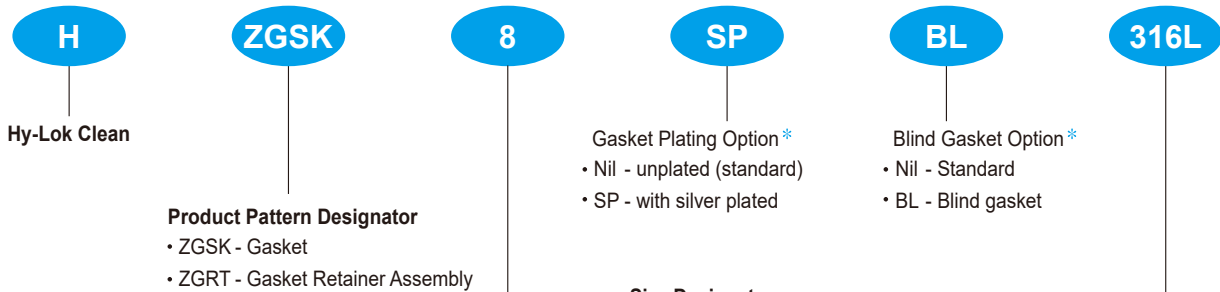 H ZGSK 8 SP BL 316L
Hy-Lok Clean
Gasket Plating Option*
• Nil - unplated (standard)
• SP - with silver plated
Blind Gasket Option*
• Nil - Standard
• BL - Blind gasket
Product Pattern Designator
• ZGSK - Gasket
• ZGRT - Gasket Retainer Assembly